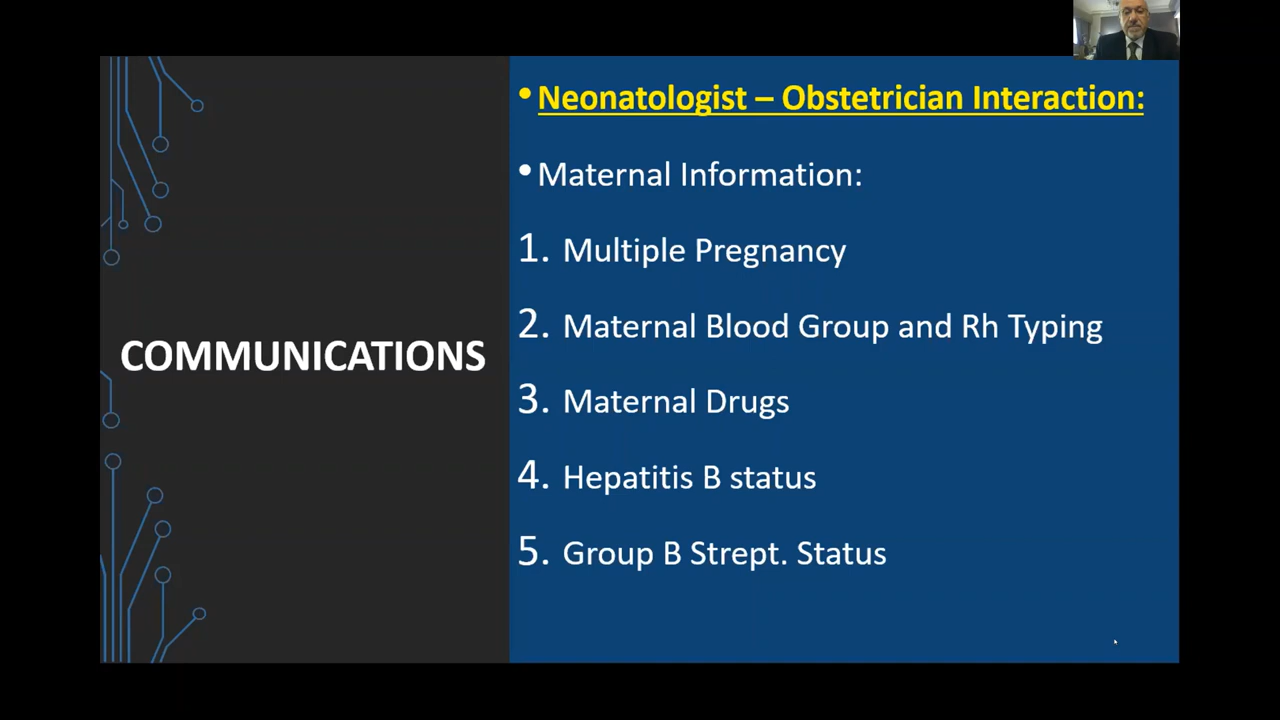 COMMUNICATIONS
• Neonatologist – Obstetrician Interaction:
• Maternal Information:
1. Multiple Pregnancy
2. Maternal Blood Group and Rh Typing
3. Maternal Drugs
4. Hepatitis B status
5. Group B Strept. Status